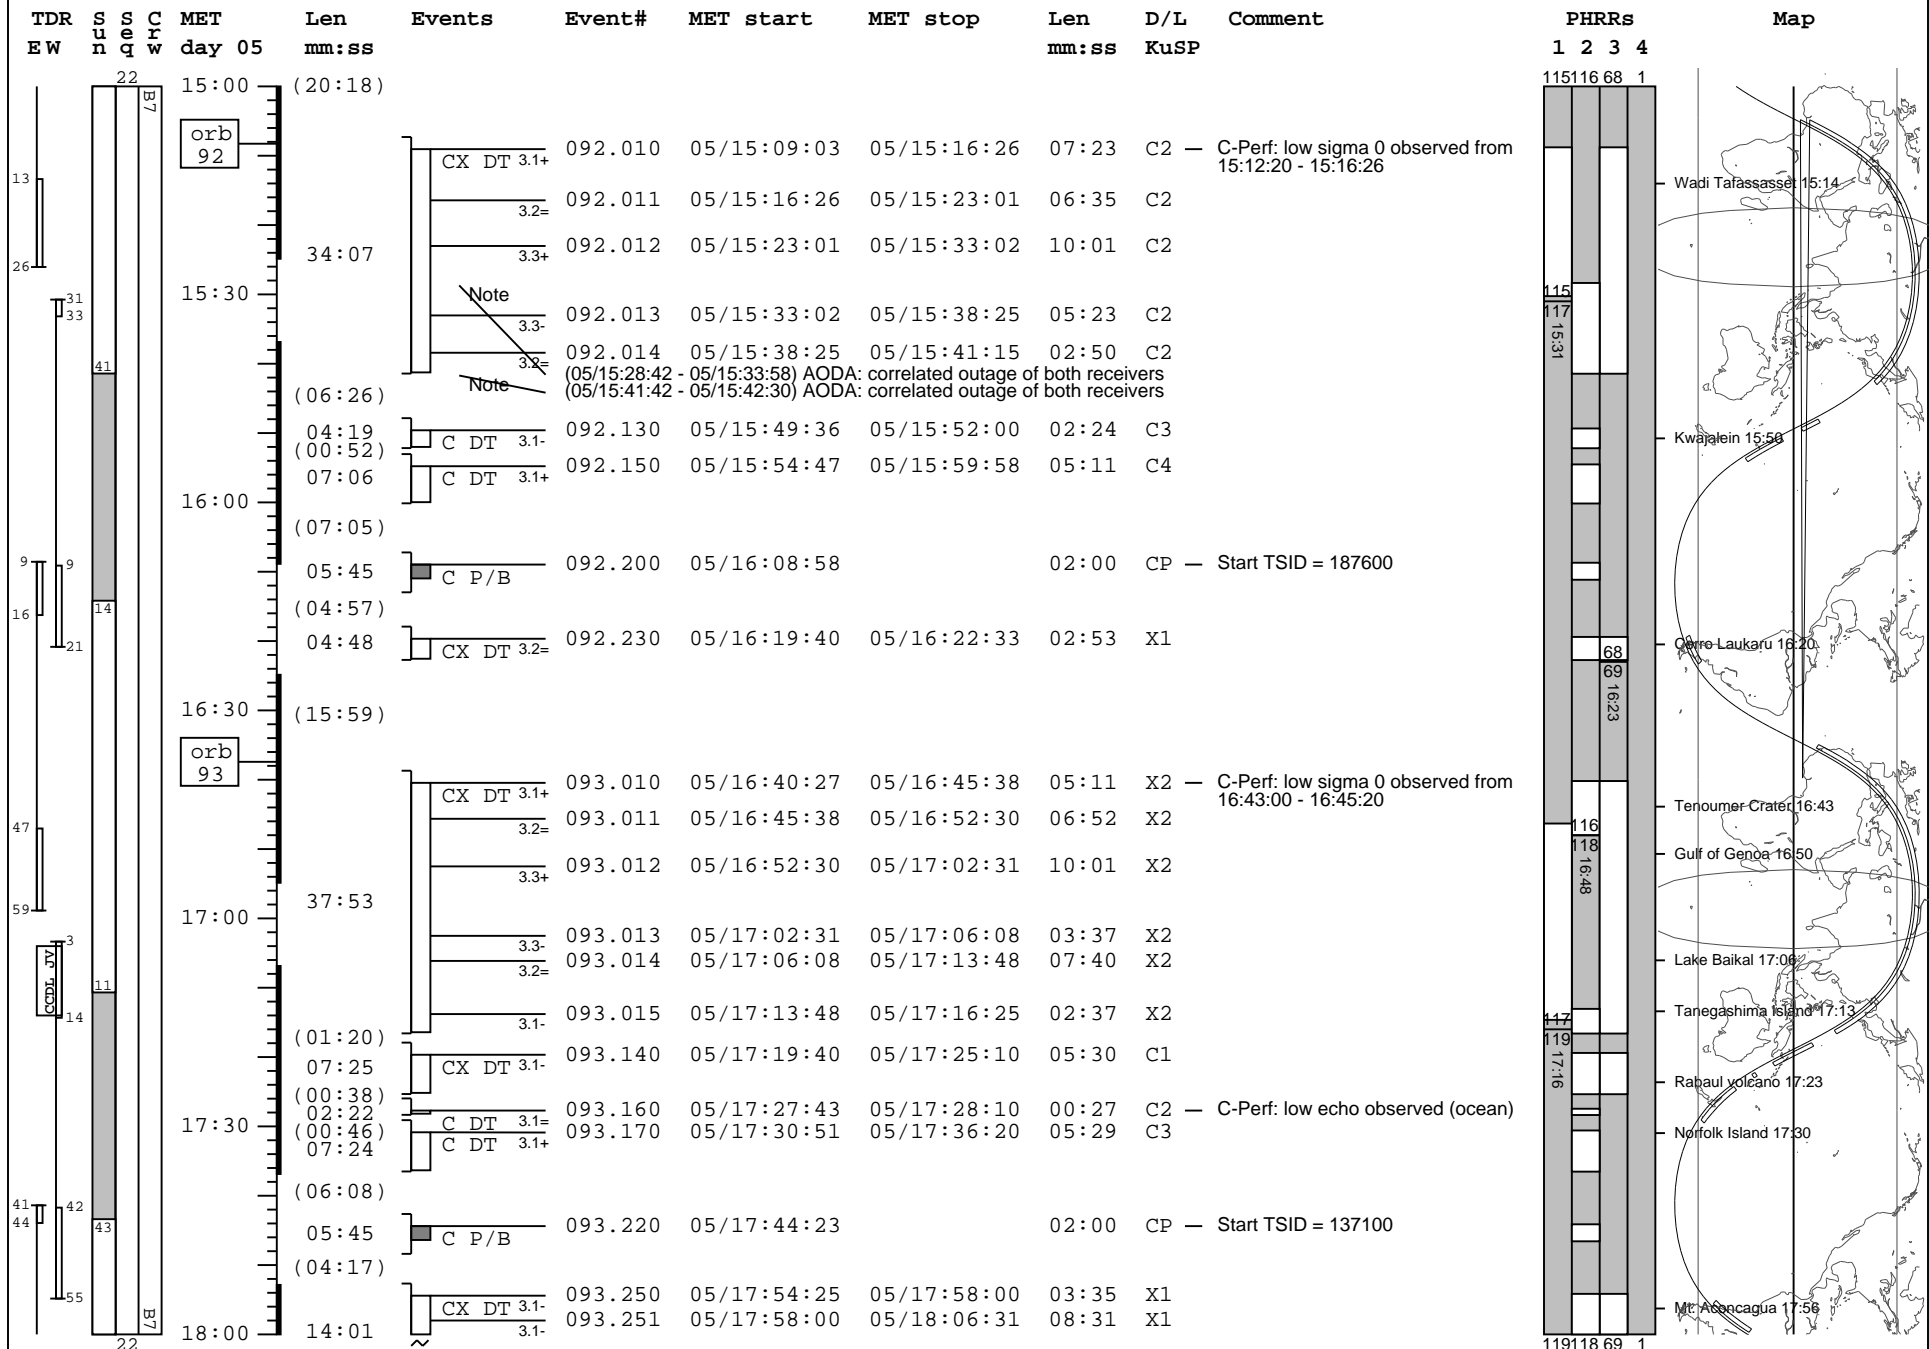 TDR Sun Seq Crw MET Len Events Event# MET start MET stop Len D/L Comment PHRRs Map
E W day 05 mm:ss mm:ss KuSP 1 2 3 4
22 15:00 (20:18) 115 116 68 1
B7
orb 92
CX DT 3.1+ 092.010 05/15:09:03 05/15:16:26 07:23 C2 — C-Perf: low sigma 0 observed from
15:12:20 - 15:16:26
13 Wadi Tafassasset 15:14
3.2= 092.011 05/15:16:26 05/15:23:01 06:35 C2
34:07 3.3+ 092.012 05/15:23:01 05/15:33:02 10:01 C2
26
15:30 Note 115
31
33 3.3- 092.013 05/15:33:02 05/15:38:25 05:23 C2 117 15:31
3.2= 092.014 05/15:38:25 05/15:41:15 02:50 C2
41 (05/15:28:42 - 05/15:33:58) AODA: correlated outage of both receivers
(06:26) Note (05/15:41:42 - 05/15:42:30) AODA: correlated outage of both receivers
04:19 C DT 3.1- 092.130 05/15:49:36 05/15:52:00 02:24 C3
(00:52) Kwajalein 15:50
07:06 C DT 3.1+ 092.150 05/15:54:47 05/15:59:58 05:11 C4
16:00
(07:05)
9 9 05:45 C P/B 092.200 05/16:08:58 02:00 CP — Start TSID = 187600
16 14 (04:57)
21 04:48 CX DT 3.2= 092.230 05/16:19:40 05/16:22:33 02:53 X1 Cerro Laukaru 16:20
68
69 16:23
16:30 (15:59)
orb 93
CX DT 3.1+ 093.010 05/16:40:27 05/16:45:38 05:11 X2 — C-Perf: low sigma 0 observed from
16:43:00 - 16:45:20
Tenoumer Crater 16:43
47 3.2= 093.011 05/16:45:38 05/16:52:30 06:52 X2 116
118 16:48
Gulf of Genoa 16:50
3.3+ 093.012 05/16:52:30 05/17:02:31 10:01 X2
37:53
59 17:00
3 3.3- 093.013 05/17:02:31 05/17:06:08 03:37 X2
CCDL JV 3.2= 093.014 05/17:06:08 05/17:13:48 07:40 X2 Lake Baikal 17:06
11
14 3.1- 093.015 05/17:13:48 05/17:16:25 02:37 X2 117 Tanegashima Island 17:13
(01:20) 119 17:16
07:25 CX DT 3.1- 093.140 05/17:19:40 05/17:25:10 05:30 C1
(00:38) Rabaul volcano 17:23
02:22 C DT 3.1= 093.160 05/17:27:43 05/17:28:10 00:27 C2 — C-Perf: low echo observed (ocean)
17:30 (00:46) C DT 3.1+ 093.170 05/17:30:51 05/17:36:20 05:29 C3 Norfolk Island 17:30
07:24
(06:08)
41 42
44 43 05:45 C P/B 093.220 05/17:44:23 02:00 CP — Start TSID = 137100
(04:17)
55 B7 CX DT 3.1- 093.250 05/17:54:25 05/17:58:00 03:35 X1 Mt. Aconcagua 17:56
18:00 14:01 3.1- 093.251 05/17:58:00 05/18:06:31 08:31 X1
22 ~ 119 118 69 1